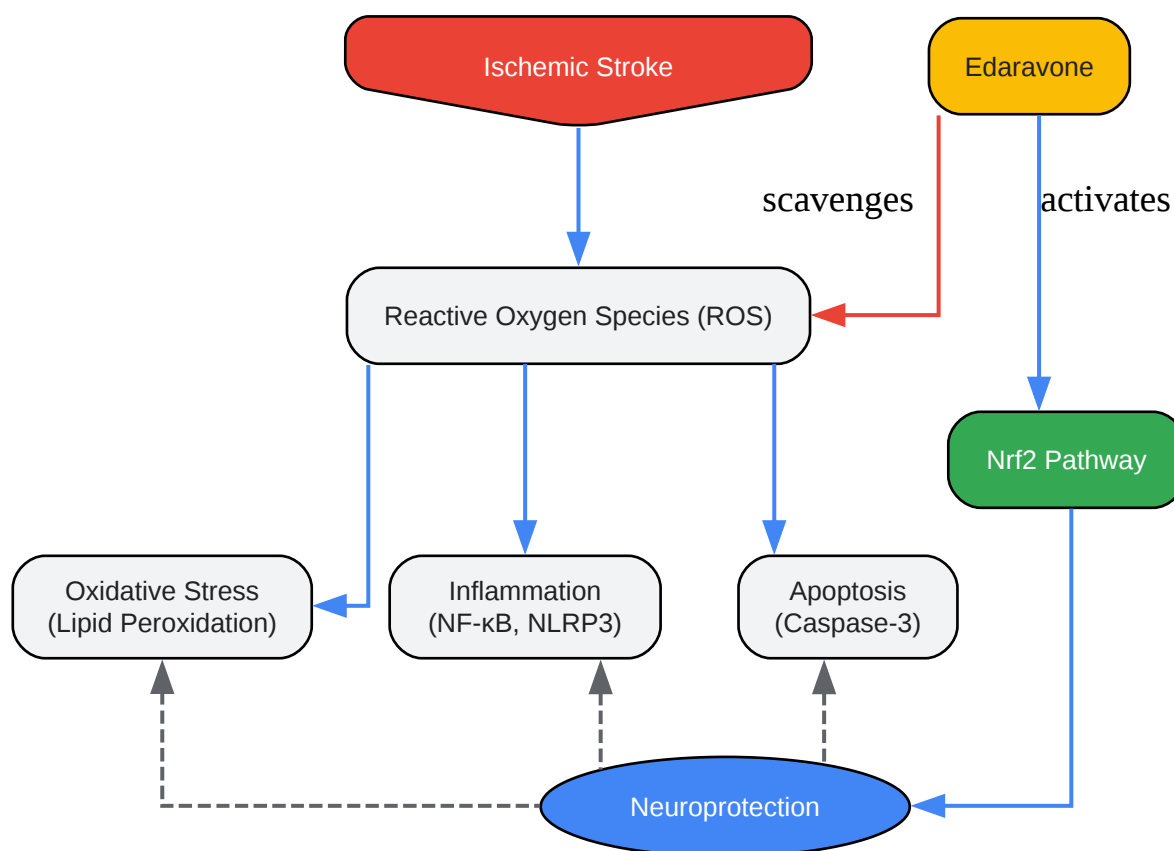 Ischemic Stroke
Edaravone
scavenges
activates
Reactive Oxygen Species (ROS)
Nrf2 Pathway
Oxidative Stress
(Lipid Peroxidation)
Inflammation
(NF-κB, NLRP3)
Apoptosis
(Caspase-3)
Neuroprotection